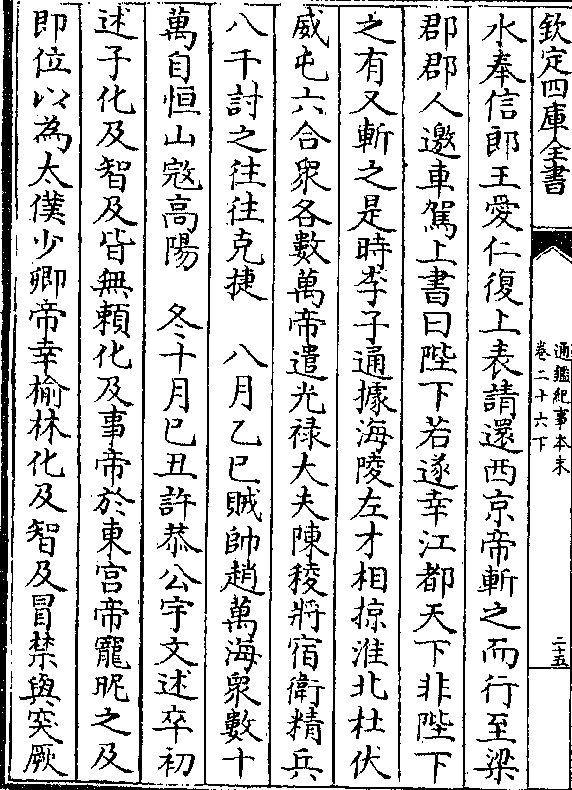 欽定四庫全書
通鑑紀事本末
卷二十六下
二十五
水奉信郎王愛仁復上表請還西京帝斬之而行至梁
郡郡人邀車駕上書曰陛下若遂幸江都天下非陛下
之有又斬之是時李子通據海陵左才相掠淮北杜伏
威屯六合衆各數萬帝遣光禄大夫陳稜將宿衛精兵
八千討之往往克捷　八月乙巳賊帥趙萬海衆數十
萬自恒山寇高陽　冬十月己丑許恭公宇文述卒初
述子化及智及皆無賴化及事帝於東宫帝寵昵之及
即位以為太僕少卿帝幸榆林化及智及冒禁與突厥